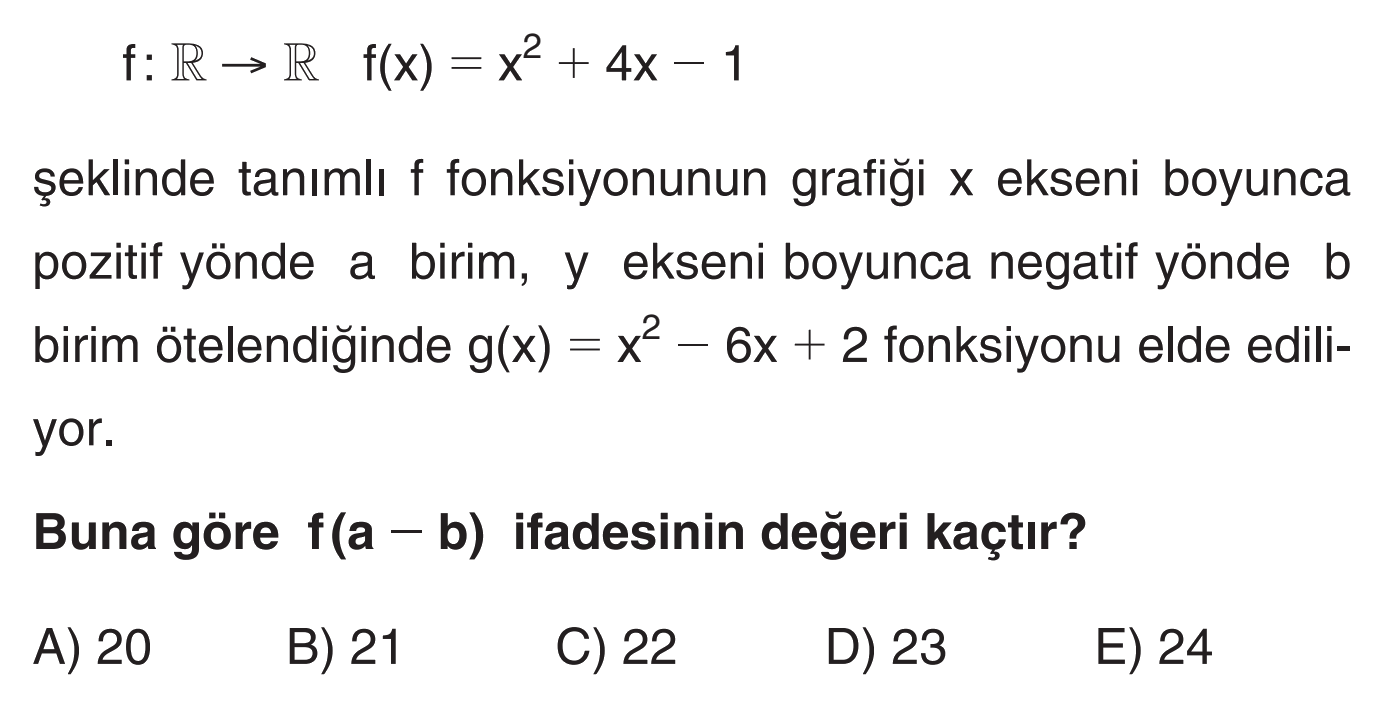 f: ℝ → ℝ f(x) = x² + 4x − 1
şeklinde tanımlı f fonksiyonunun grafiği x ekseni boyunca
pozitif yönde a birim, y ekseni boyunca negatif yönde b
birim ötelendiğinde g(x) = x² − 6x + 2 fonksiyonu elde edili-
yor.
Buna göre f(a − b) ifadesinin değeri kaçtır?
A) 20 B) 21 C) 22 D) 23 E) 24